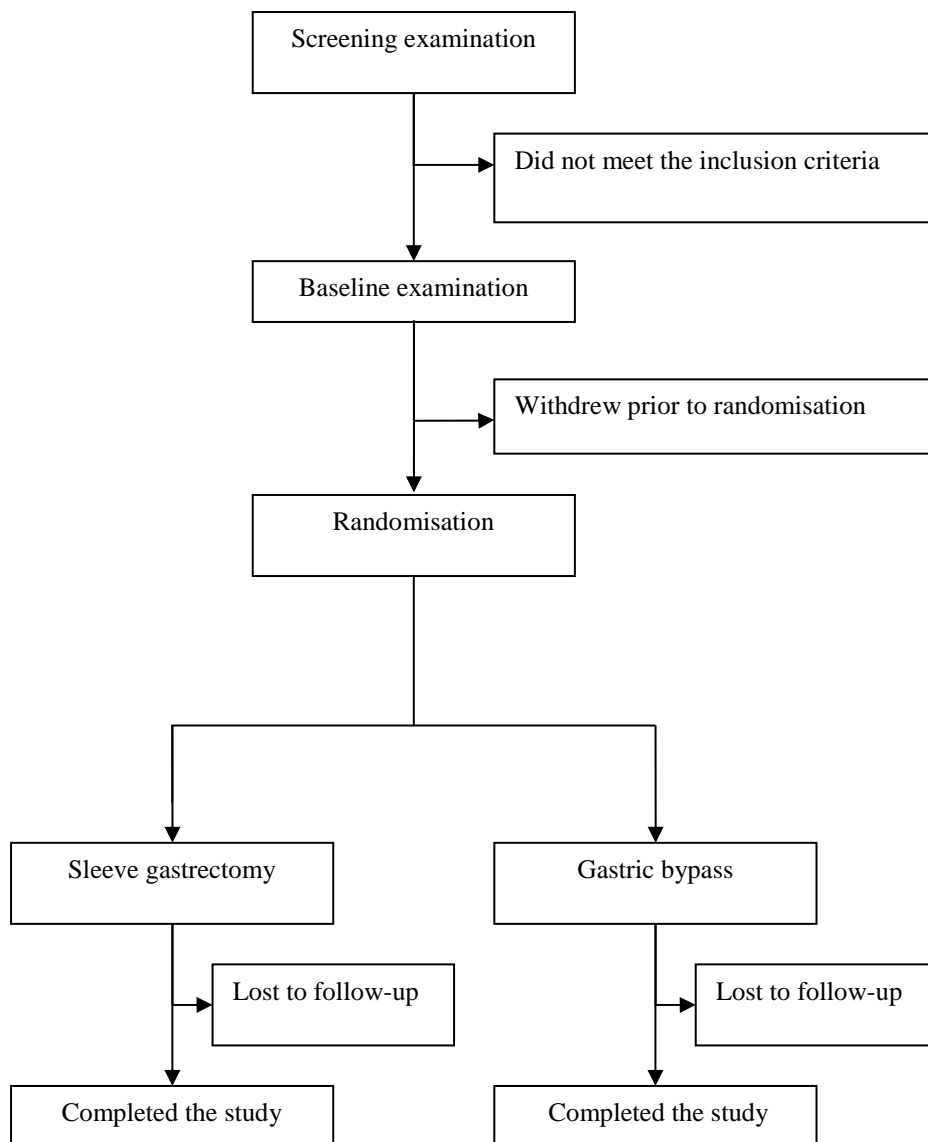 Screening examination
Did not meet the inclusion criteria
Baseline examination
Withdrew prior to randomisation
Randomisation
Sleeve gastrectomy
Gastric bypass
Lost to follow-up
Lost to follow-up
Completed the study
Completed the study